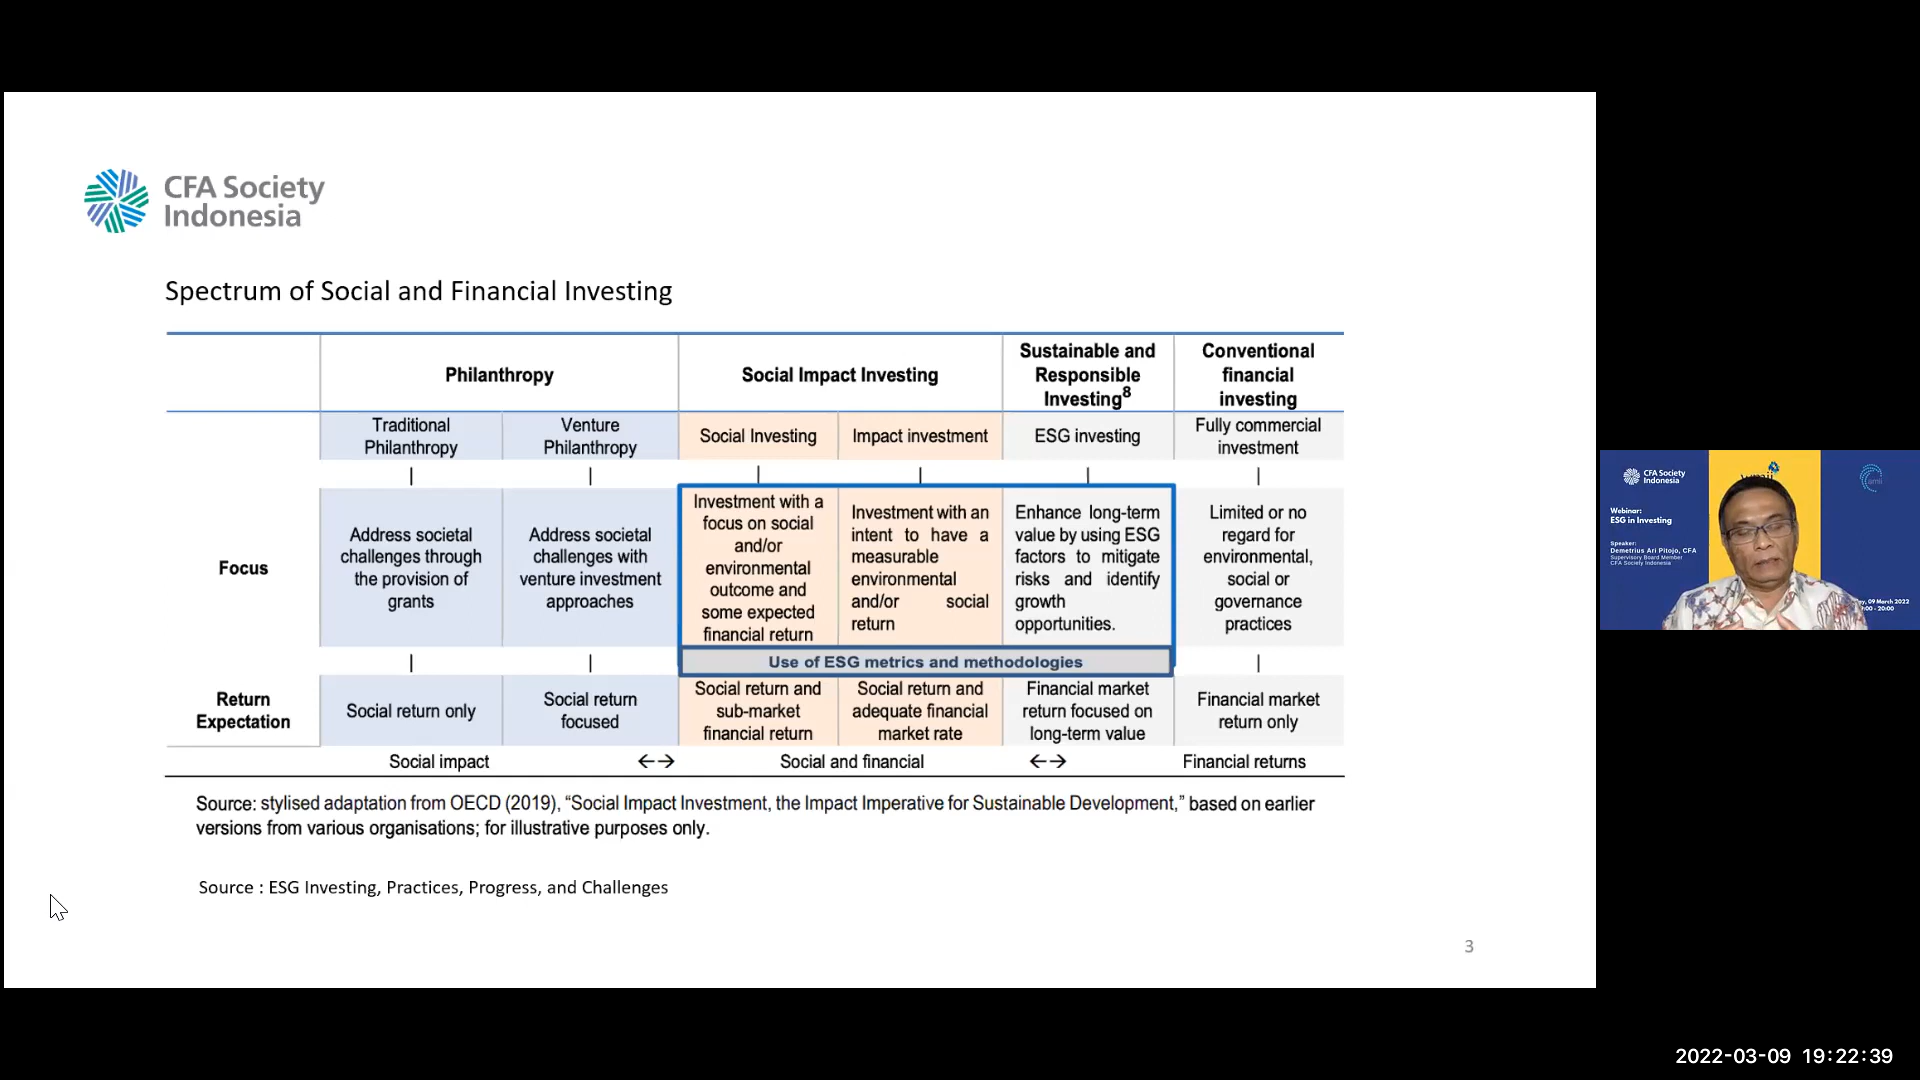 CFA Society
Indonesia
Spectrum of Social and Financial Investing
Philanthropy
Social Impact Investing
Sustainable and
Responsible
Investing8
Conventional
financial
investing
Traditional
Philanthropy
Venture
Philanthropy
Social Investing
Impact investment
ESG investing
Fully commercial
investment
Focus
Address societal
challenges through
the provision of
grants
Address societal
challenges with
venture investment
approaches
Investment with a
focus on social
and/or
environmental
outcome and
some expected
financial return
Investment with an
intent to have a
measurable
environmental
and/or social
return
Enhance long-term
value by using ESG
factors to mitigate
risks and identify
growth
opportunities.
Limited or no
regard for
environmental,
social or
governance
practices
Use of ESG metrics and methodologies
Return
Expectation
Social return only
Social return
focused
Social return and
sub-market
financial return
Social return and
adequate financial
market rate
Financial market
return focused on
long-term value
Financial market
return only
Social impact
Social and financial
Financial returns
Source: stylised adaptation from OECD (2019), “Social Impact Investment, the Impact Imperative for Sustainable Development,” based on earlier
versions from various organisations; for illustrative purposes only.
Source : ESG Investing, Practices, Progress, and Challenges
3
CFA Society
Indonesia
Webinar:
ESG in Investing
Speaker:
Demetrius Ari Pitojo, CFA
Supervisory Board Member
CFA Society Indonesia
09 March 2022
- 20:00
2022-03-09 19:22:39